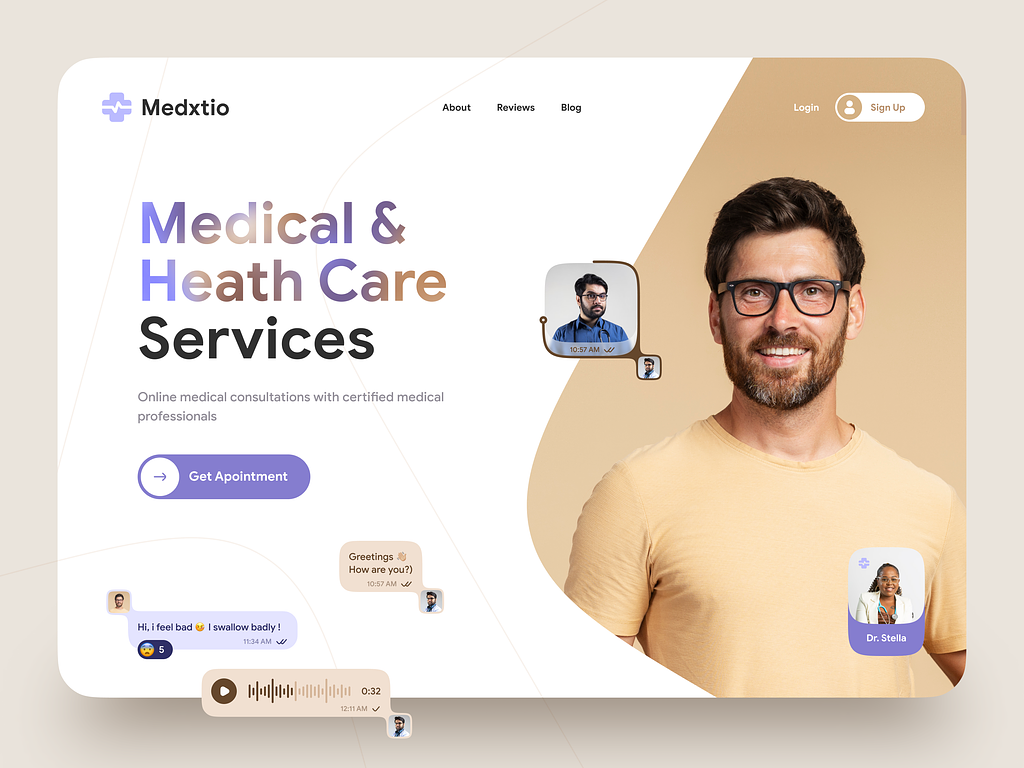 Medxtio
About
Reviews
Blog
Login
Sign Up
Medical &
Heath Care
Services
Online medical consultations with certified medical
professionals
Get Apointment
10:57 AM
Greetings 👋🏼
How are you?)
10:57 AM
Hi, i feel bad 🤒 I swallow badly !
11:34 AM
😨 5
0:32
12:11 AM
Dr. Stella